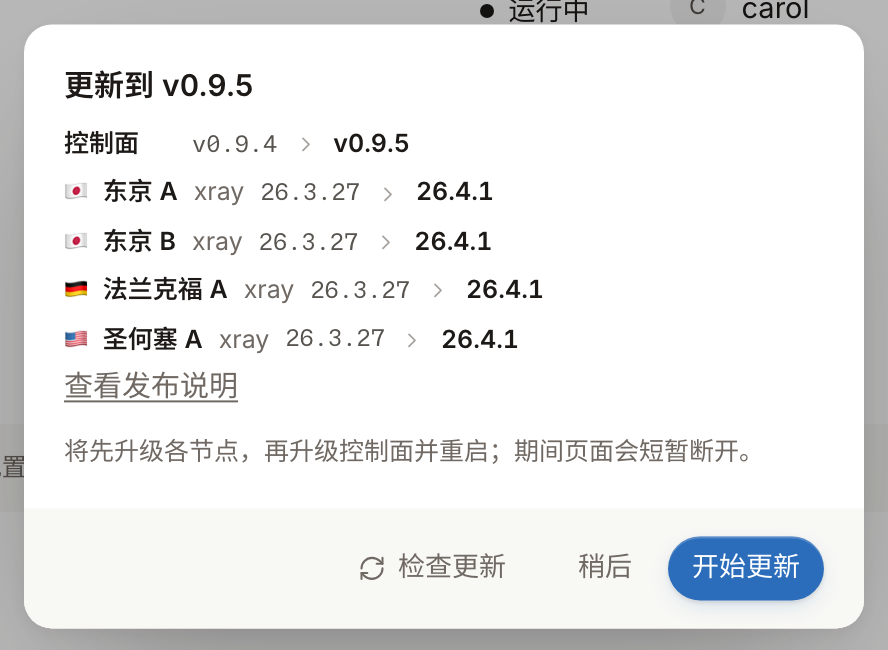 运行中 C carol
更新到 v0.9.5
控制面 v0.9.4 > v0.9.5
东京 A xray 26.3.27 > 26.4.1
东京 B xray 26.3.27 > 26.4.1
法兰克福 A xray 26.3.27 > 26.4.1
圣何塞 A xray 26.3.27 > 26.4.1
查看发布说明
将先升级各节点，再升级控制面并重启；期间页面会短暂断开。
置
检查更新 稍后 开始更新